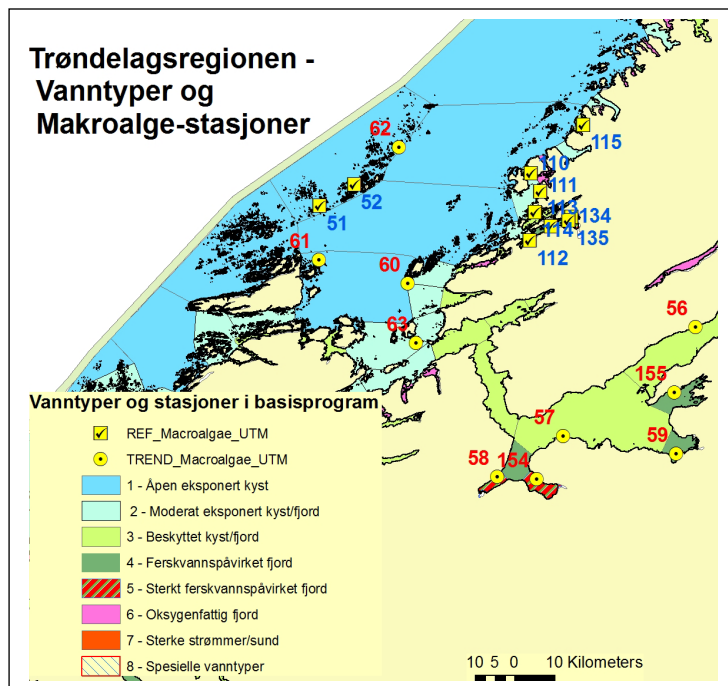 Trøndelagsregionen -
Vanntyper og
Makroalge-stasjoner
62
115
110
111
52
51
113
134
114
135
112
61
60
63
56
155
57
59
58
154
Vanntyper og stasjoner i basisprogram
REF_Macroalgae_UTM
TREND_Macroalgae_UTM
1 - Åpen eksponert kyst
2 - Moderat eksponert kyst/fjord
3 - Beskyttet kyst/fjord
4 - Ferskvannspåvirket fjord
5 - Sterkt ferskvannspåvirket fjord
6 - Oksygenfattig fjord
7 - Sterke strømmer/sund
8 - Spesielle vanntyper
10 5 0 10 Kilometers